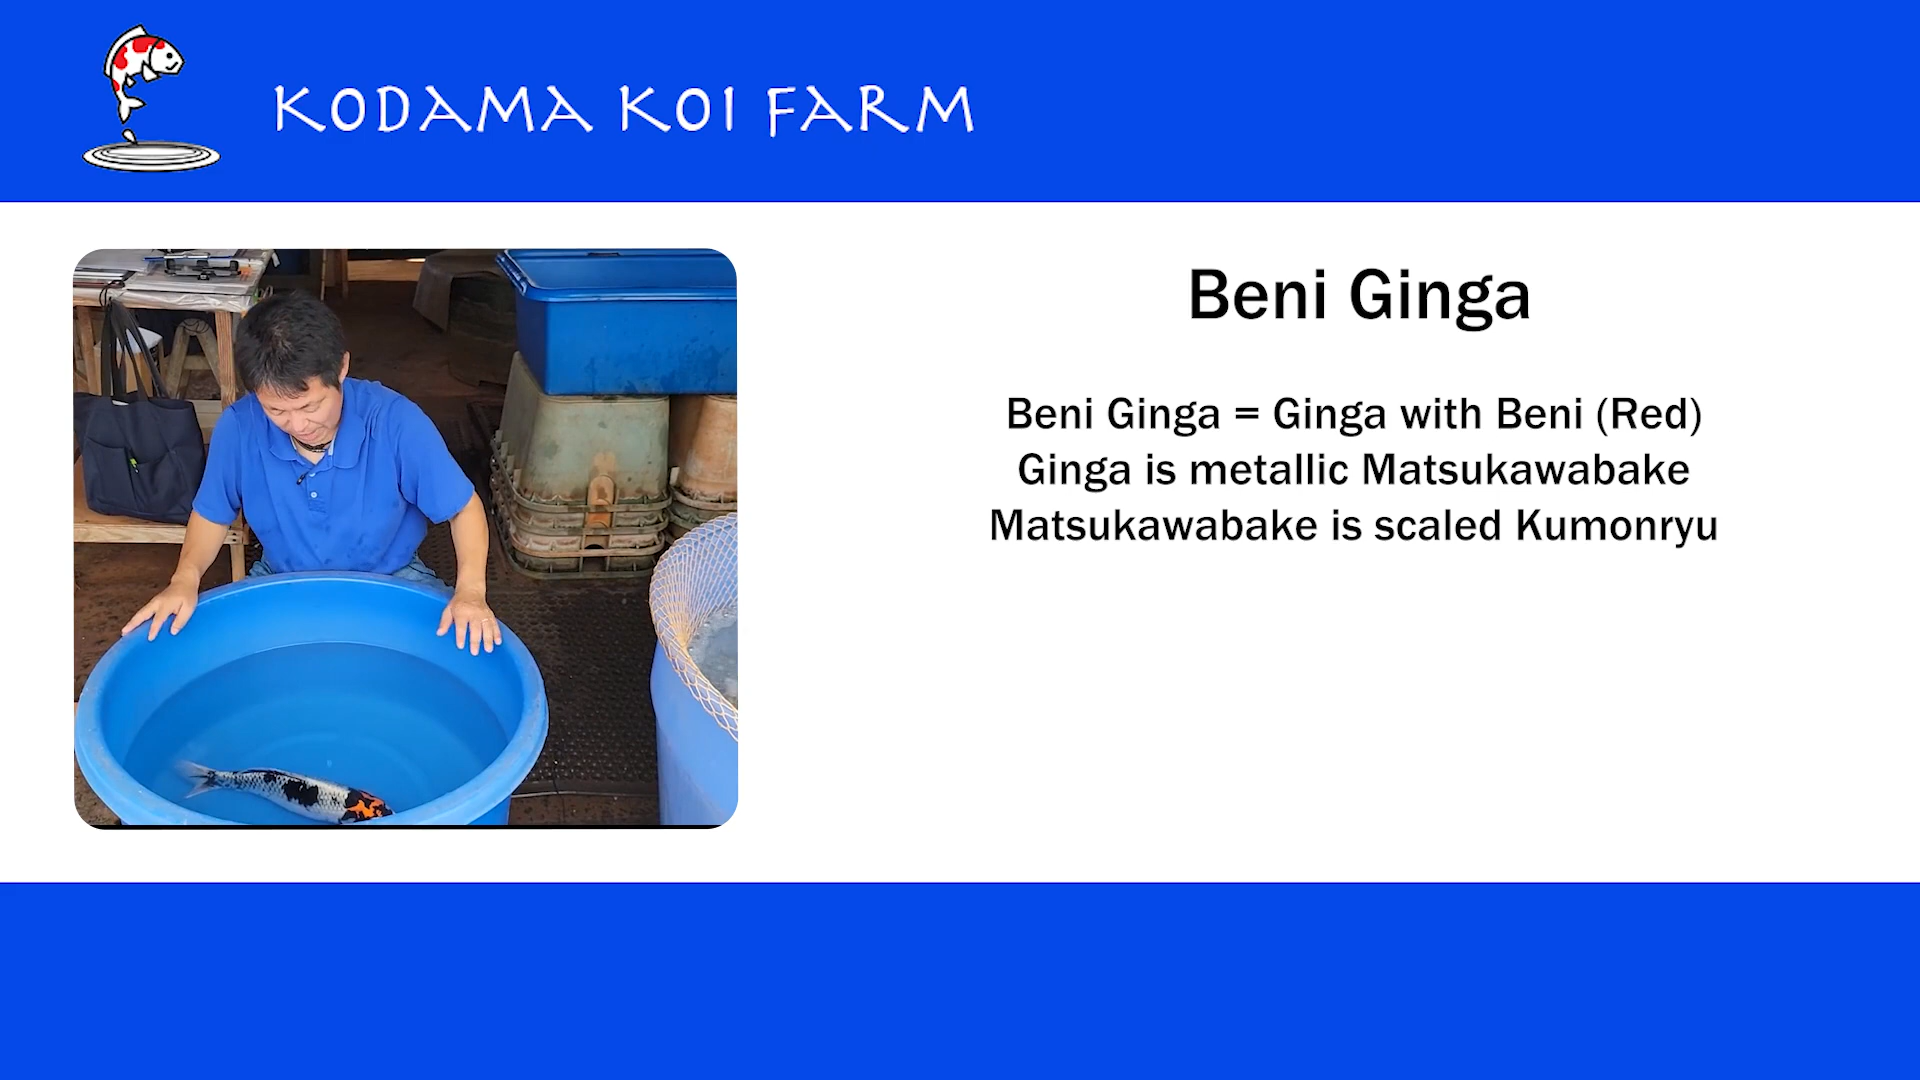 KODAMA KOI FARM
Beni Ginga
Beni Ginga = Ginga with Beni (Red)
Ginga is metallic Matsukawabake
Matsukawabake is scaled Kumonryu